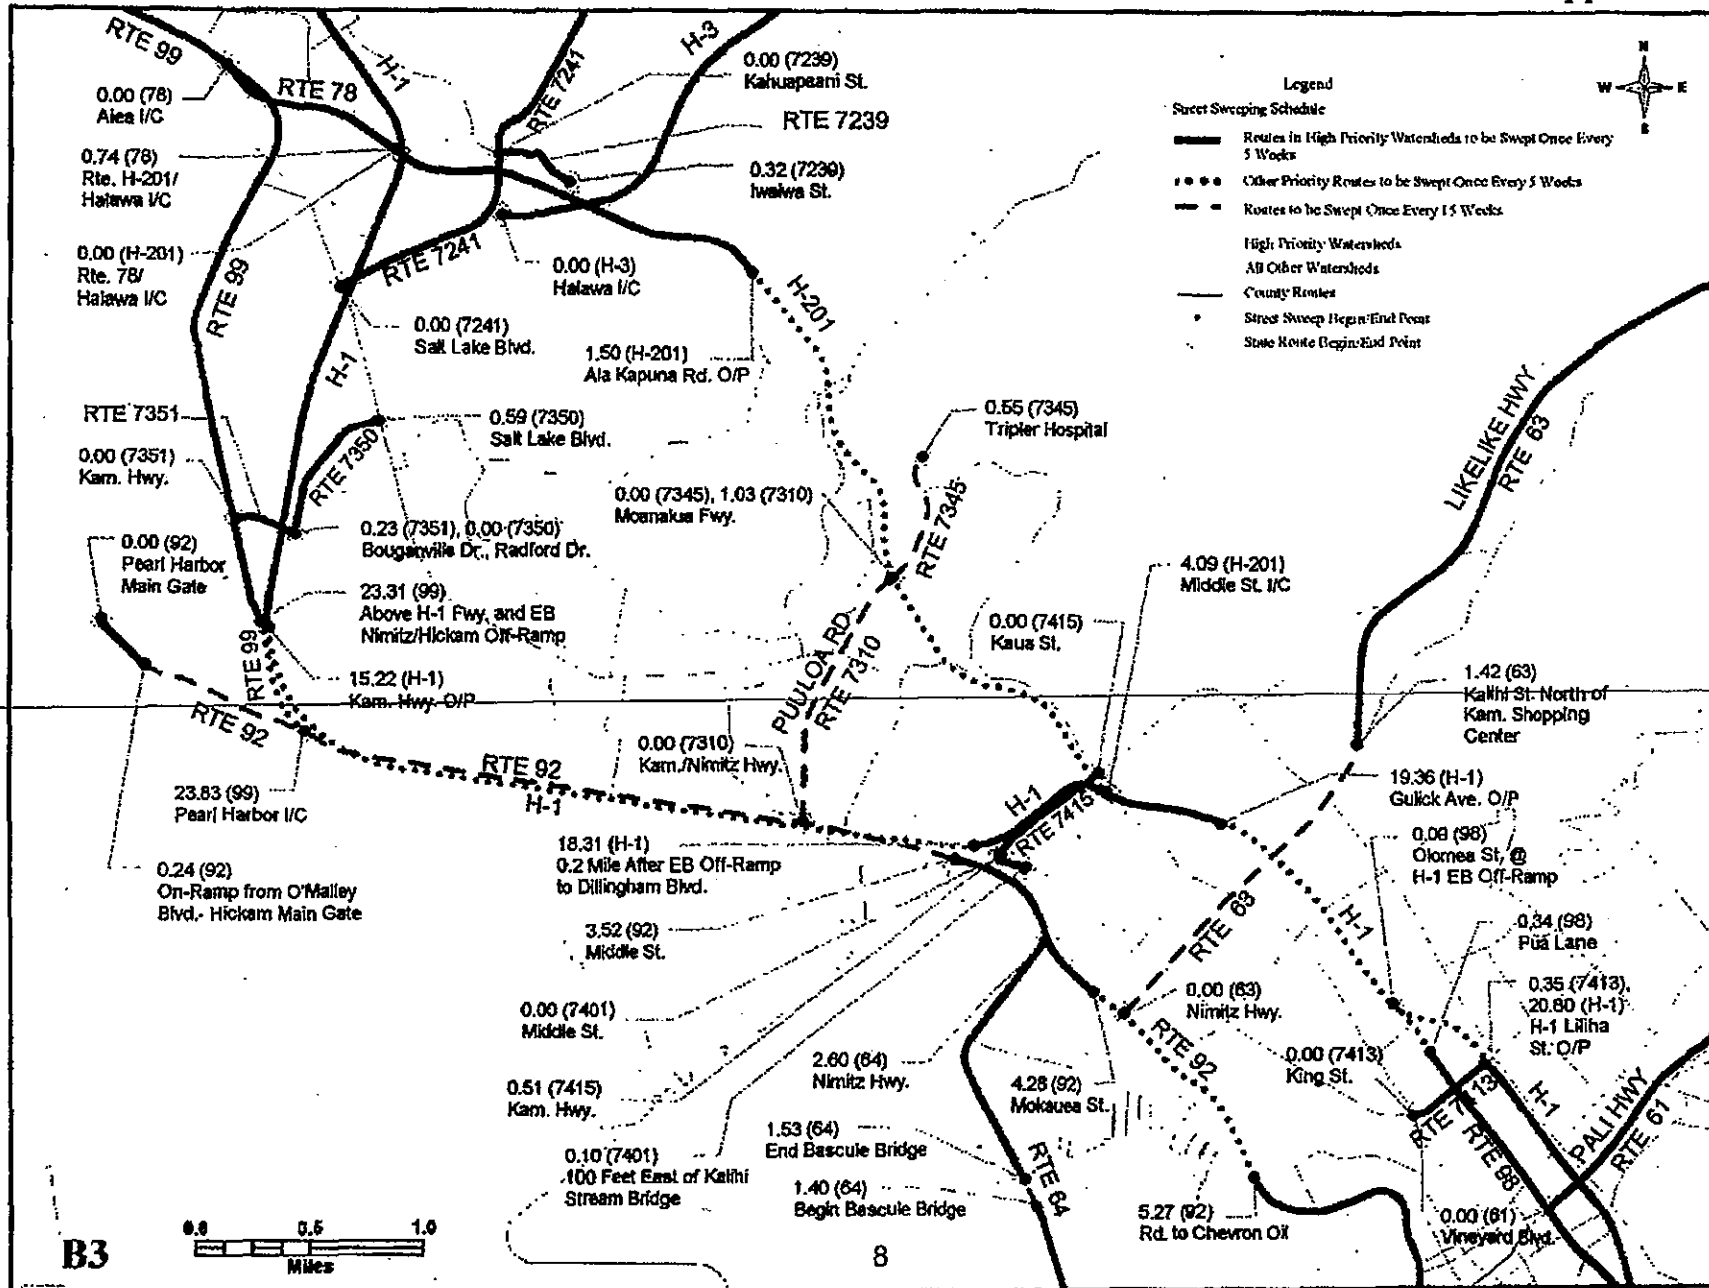 RTE 99
H-1
RTE 7241
H-3
0.00 (7239)
Kahuapaani St.
RTE 78
0.00 (78)
Aiea I/C
RTE 7239
0.74 (78)
Rte. H-201/
Halawa I/C
0.32 (7239)
Iwaiwa St.
0.00 (H-201)
Rte. 78/
Halawa I/C
RTE 99
RTE 7241
0.00 (H-3)
Halawa I/C
H-201
0.00 (7241)
Salt Lake Blvd.
1.50 (H-201)
Ala Kapuna Rd. O/P
H-1
Legend
Street Sweeping Schedule
Routes in High Priority Watersheds to be Swept Once Every
5 Weeks
Other Priority Routes to be Swept Once Every 5 Weeks
Routes to be Swept Once Every 15 Weeks
High Priority Watersheds
All Other Watersheds
County Routes
Street Sweep Begin/End Point
State Route Begin/End Point
N
W
E
S
LIKELIKE HWY
RTE 63
RTE 7351
0.59 (7350)
Salt Lake Blvd.
0.55 (7345)
Tripler Hospital
0.00 (7351)
Kam. Hwy.
RTE 7350
0.00 (7345), 1.03 (7310)
Moanalua Fwy.
RTE 7345
0.00 (92)
Pearl Harbor
Main Gate
0.23 (7351), 0.00 (7350)
Bouganville Dr., Radford Dr.
4.09 (H-201)
Middle St. I/C
23.31 (99)
Above H-1 Fwy, and EB
Nimitz/Hickam Off-Ramp
PUULOA RD
RTE 7310
0.00 (7415)
Kaua St.
RTE 99
15.22 (H-1)
Kam. Hwy. O/P
1.42 (63)
Kalihi St. North of
Kam. Shopping
Center
RTE 92
RTE 92
H-1
0.00 (7310)
Kam./Nimitz Hwy.
H-1
RTE 7415
19.36 (H-1)
Gulick Ave. O/P
23.83 (99)
Pearl Harbor I/C
18.31 (H-1)
0.2 Mile After EB Off-Ramp
to Dillingham Blvd.
0.08 (98)
Olomea St. @
H-1 EB Off-Ramp
0.24 (92)
On-Ramp from O'Malley
Blvd.- Hickam Main Gate
3.52 (92)
Middle St.
RTE 63
H-1
0.34 (98)
Pua Lane
0.00 (7401)
Middle St.
0.00 (63)
Nimitz Hwy.
0.35 (7413),
20.80 (H-1)
H-1 Liliha
St. O/P
2.60 (64)
Nimitz Hwy.
RTE 92
0.00 (7413)
King St.
0.51 (7415)
Kam. Hwy.
4.28 (92)
Mokauea St.
RTE 7413
H-1
PALI HWY
RTE 61
0.10 (7401)
100 Feet East of Kalihi
Stream Bridge
1.53 (64)
End Bascule Bridge
RTE 64
RTE 98
1.40 (64)
Begin Bascule Bridge
5.27 (92)
Rd. to Chevron Oil
0.00 (61)
Vineyard Blvd.
B3
0.0
0.5
1.0
Miles
8